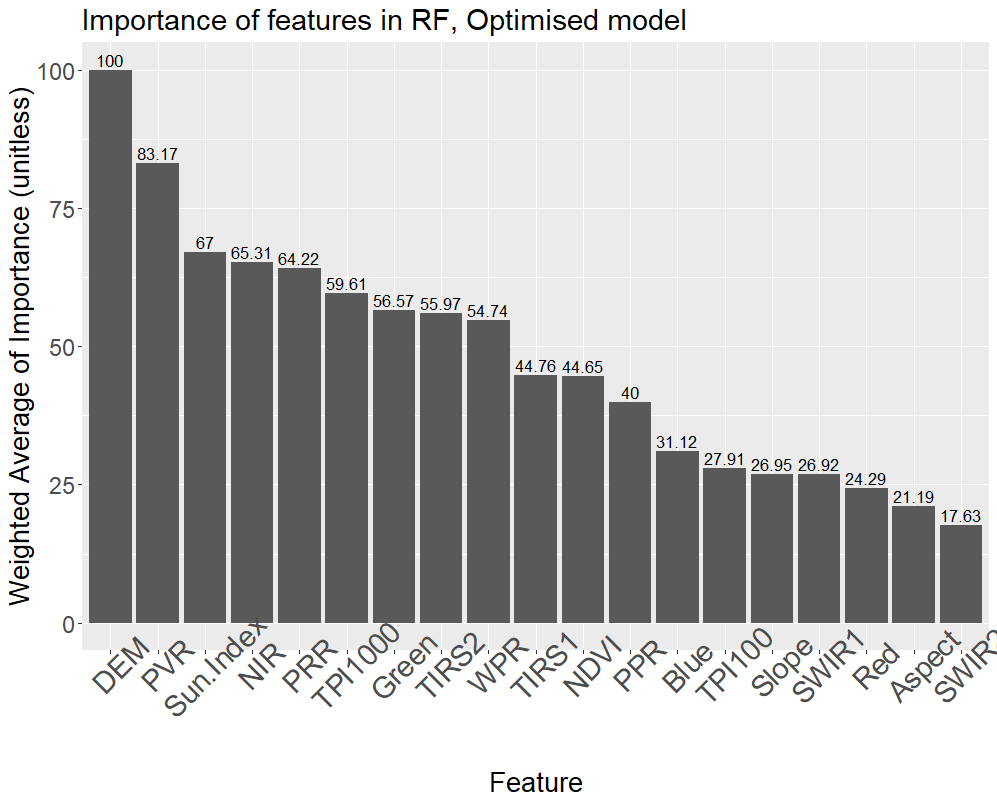 Importance of features in RF, Optimised model
Weighted Average of Importance (unitless)
100
75
50
25
0
100
83.17
67
65.31
64.22
59.61
56.57
55.97
54.74
44.76
44.65
40
31.12
27.91
26.95
26.92
24.29
21.19
17.63
DEM
PVR
Sun.Index
NIR
PRR
TPI1000
Green
TIRS2
WPR
TIRS1
NDVI
PPR
Blue
TPI100
Slope
SWIR1
Red
Aspect
SWIR2
Feature